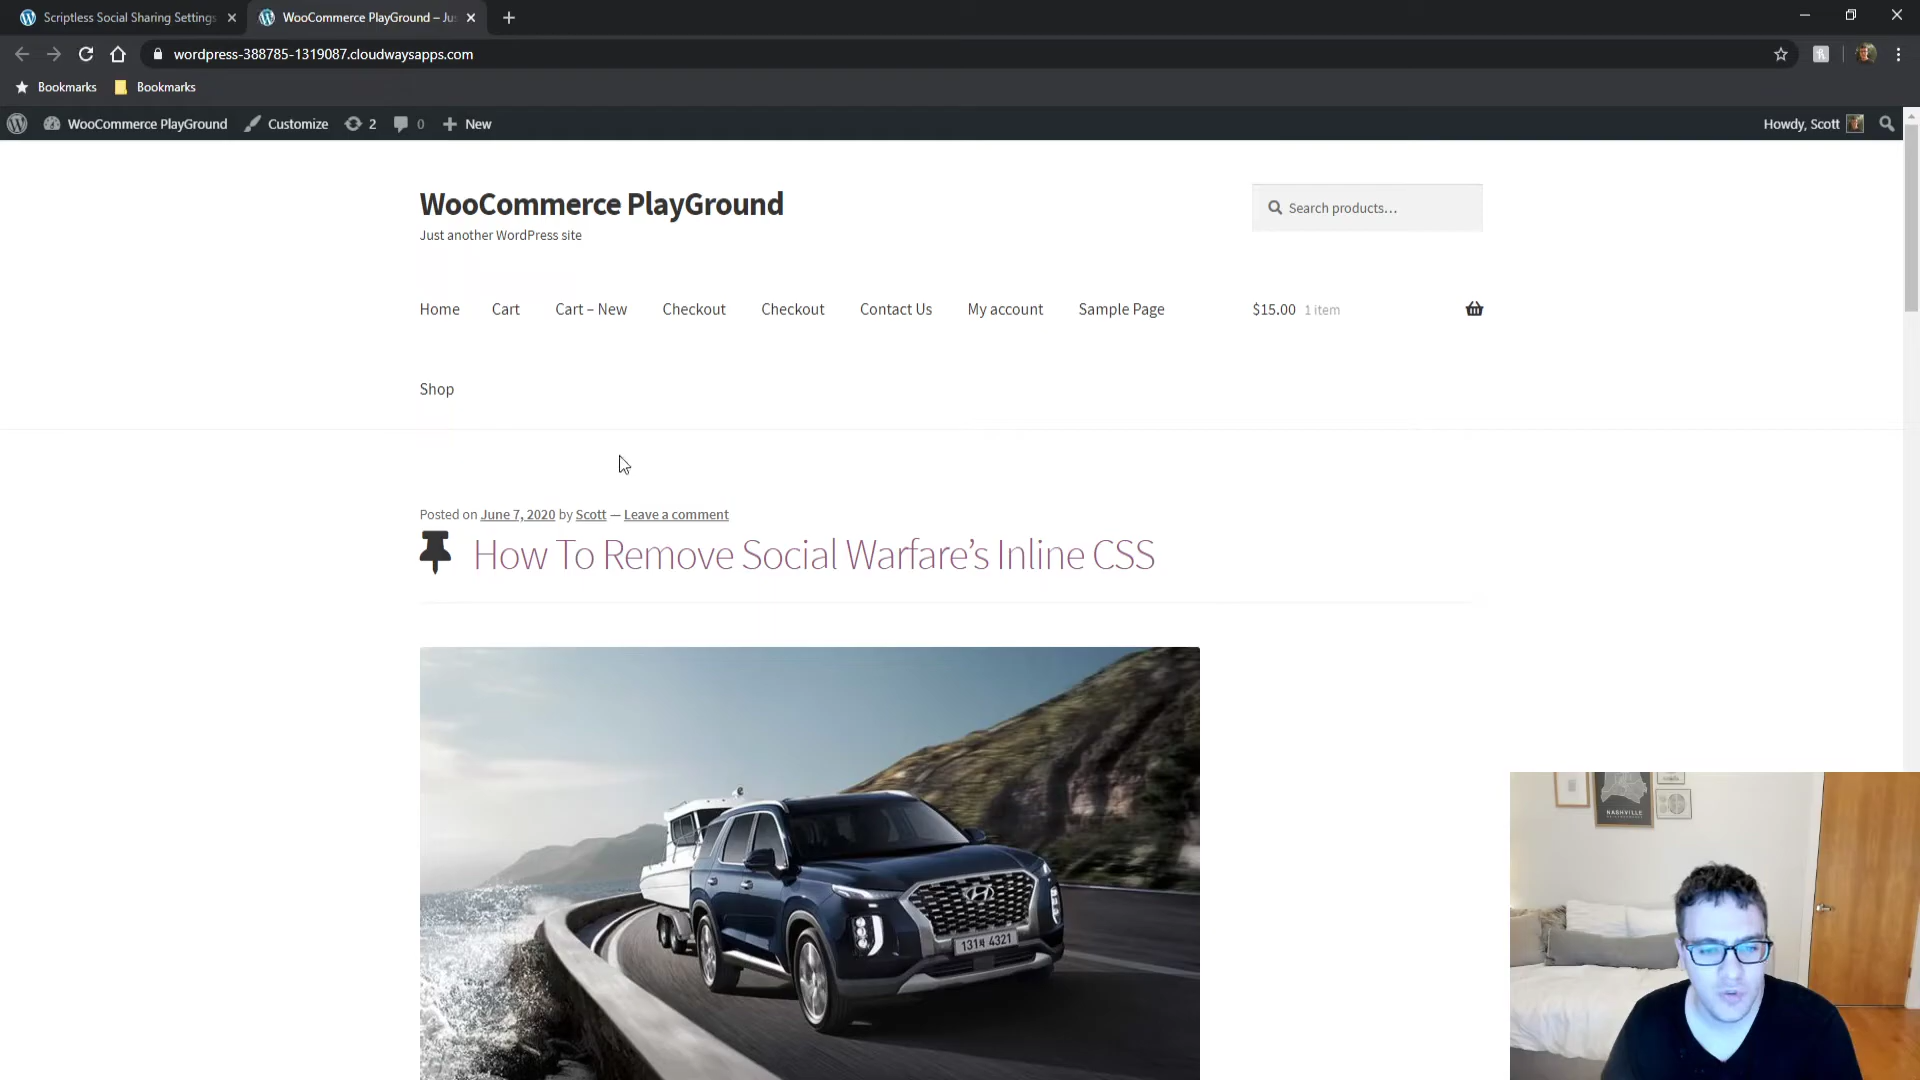 Scriptless Social Sharing Settings
WooCommerce PlayGround – Jus
wordpress-388785-1319087.cloudwaysapps.com
Bookmarks
Bookmarks
WooCommerce PlayGround
Customize
2
0
New
Howdy, Scott
WooCommerce PlayGround
Just another WordPress site
Search products…
Home
Cart
Cart – New
Checkout
Checkout
Contact Us
My account
Sample Page
$15.00 1 item
Shop
Posted on June 7, 2020 by Scott — Leave a comment
How To Remove Social Warfare’s Inline CSS
4321
NASHVILLE